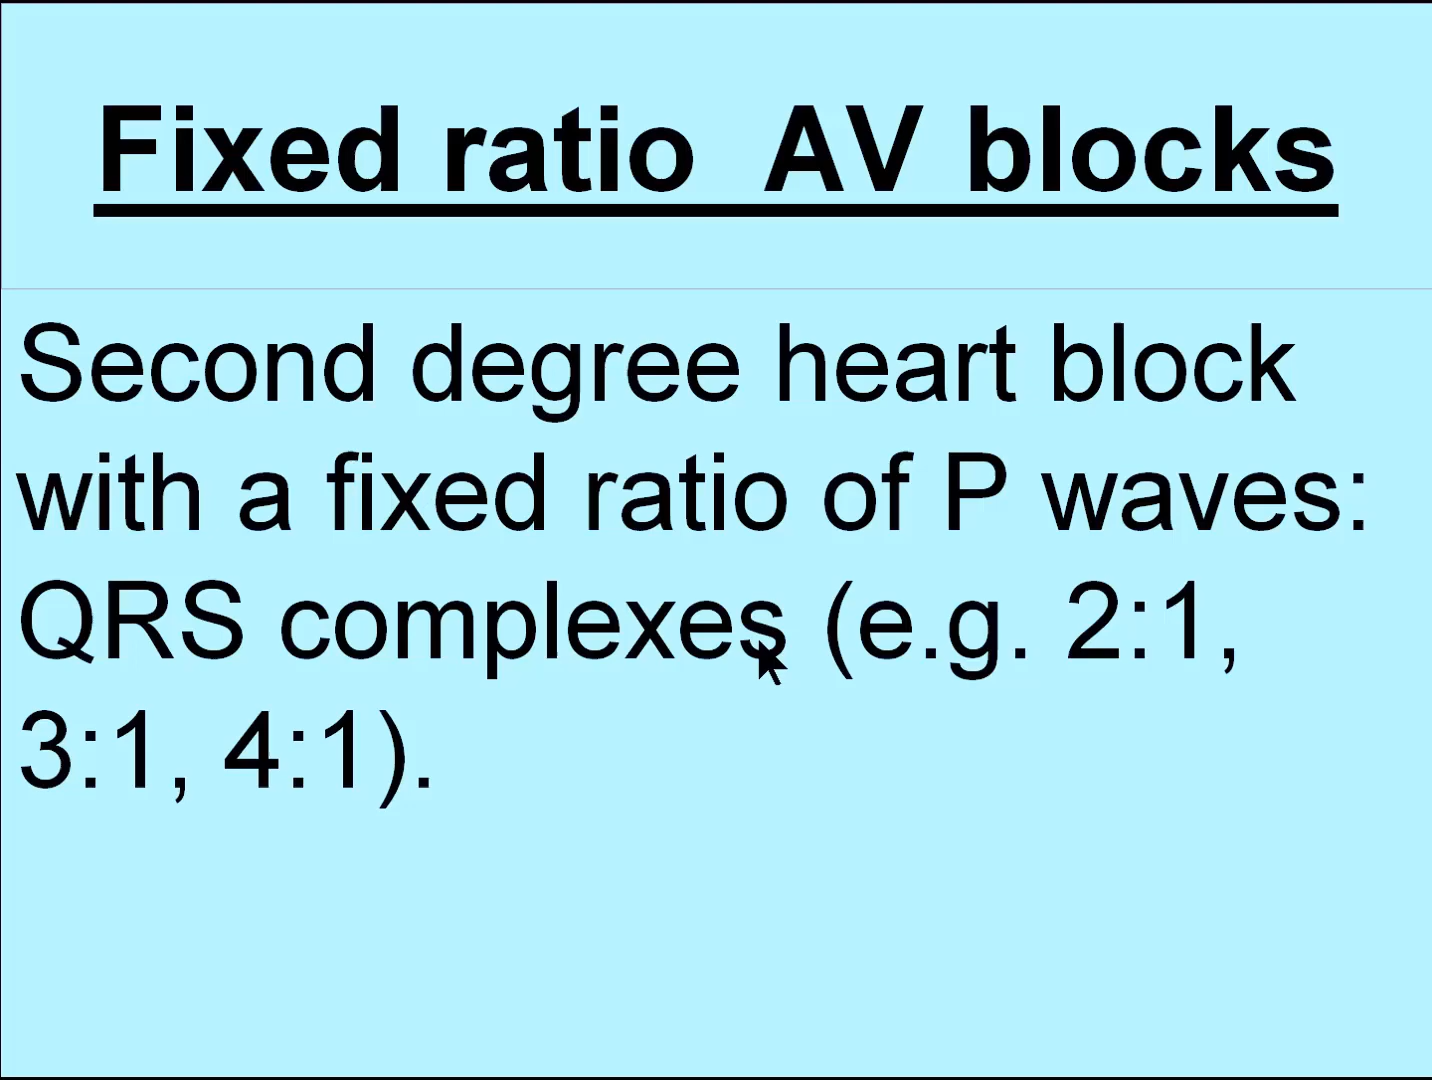 Fixed ratio  AV blocks
Second degree heart block
with a fixed ratio of P waves:
QRS complexes (e.g. 2:1,
3:1, 4:1).